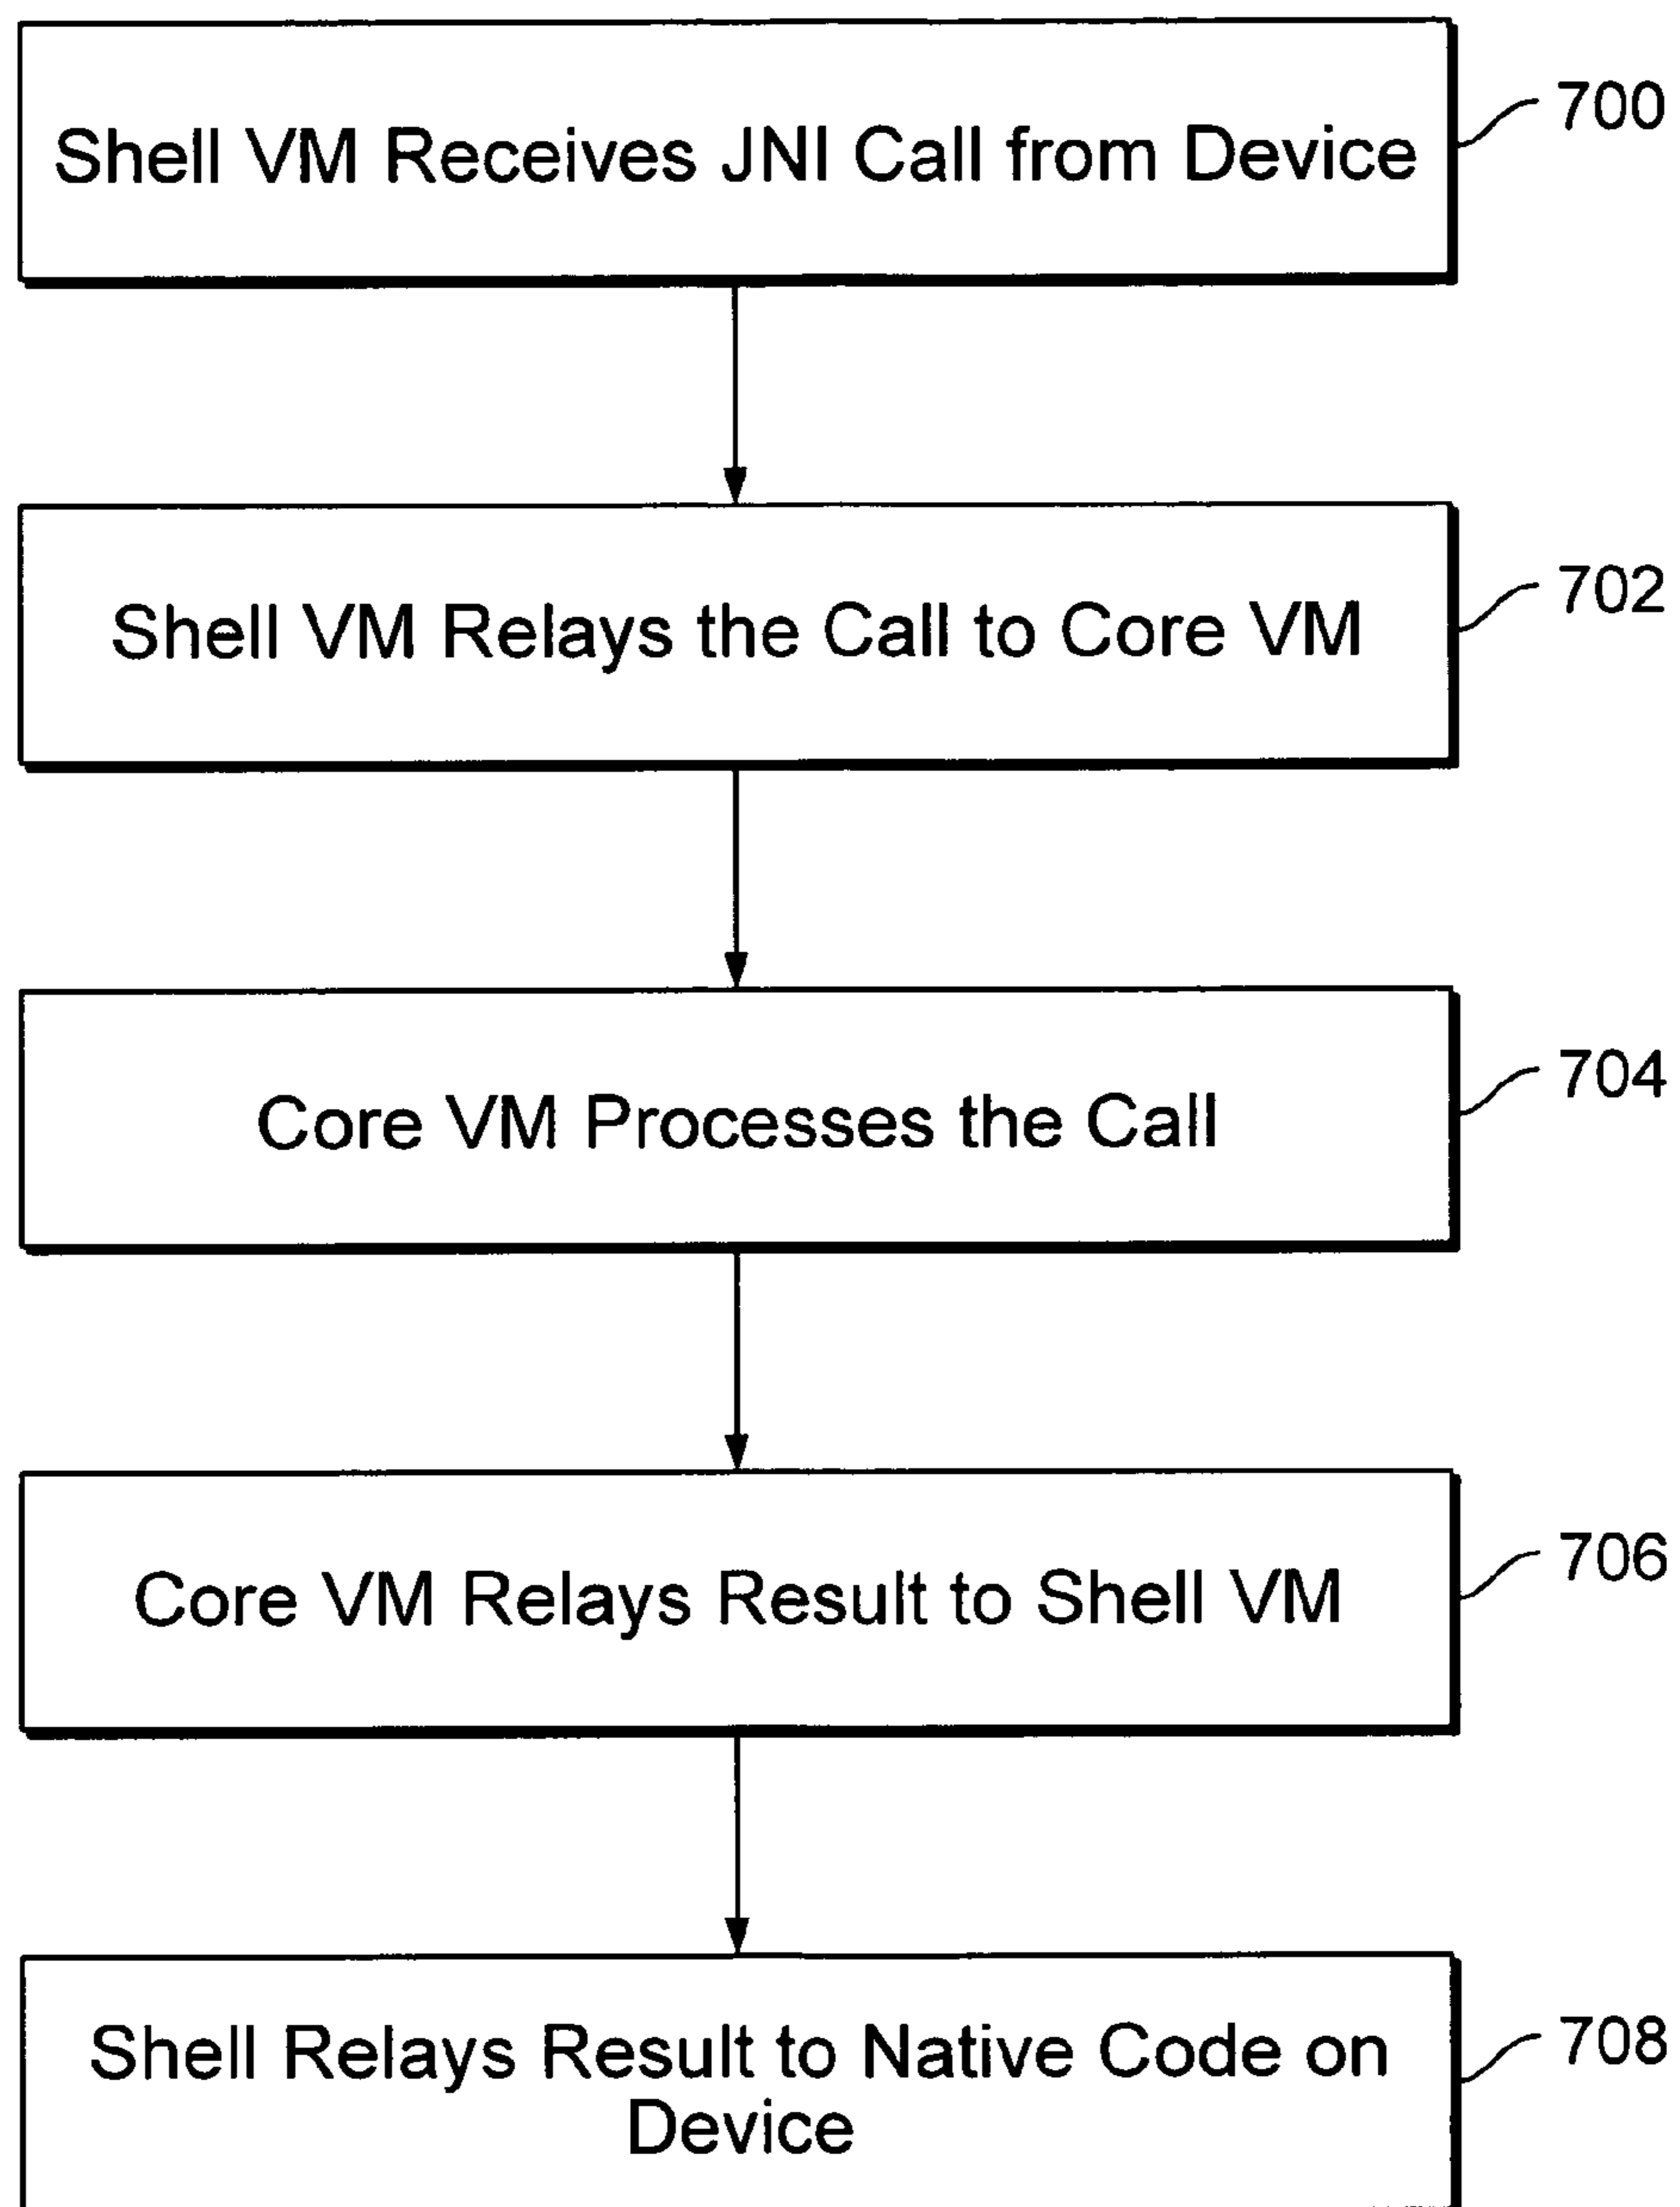 Shell VM Receives JNI Call from Device
700
Shell VM Relays the Call to Core VM
702
Core VM Processes the Call
704
Core VM Relays Result to Shell VM
706
Shell Relays Result to Native Code on
Device
708